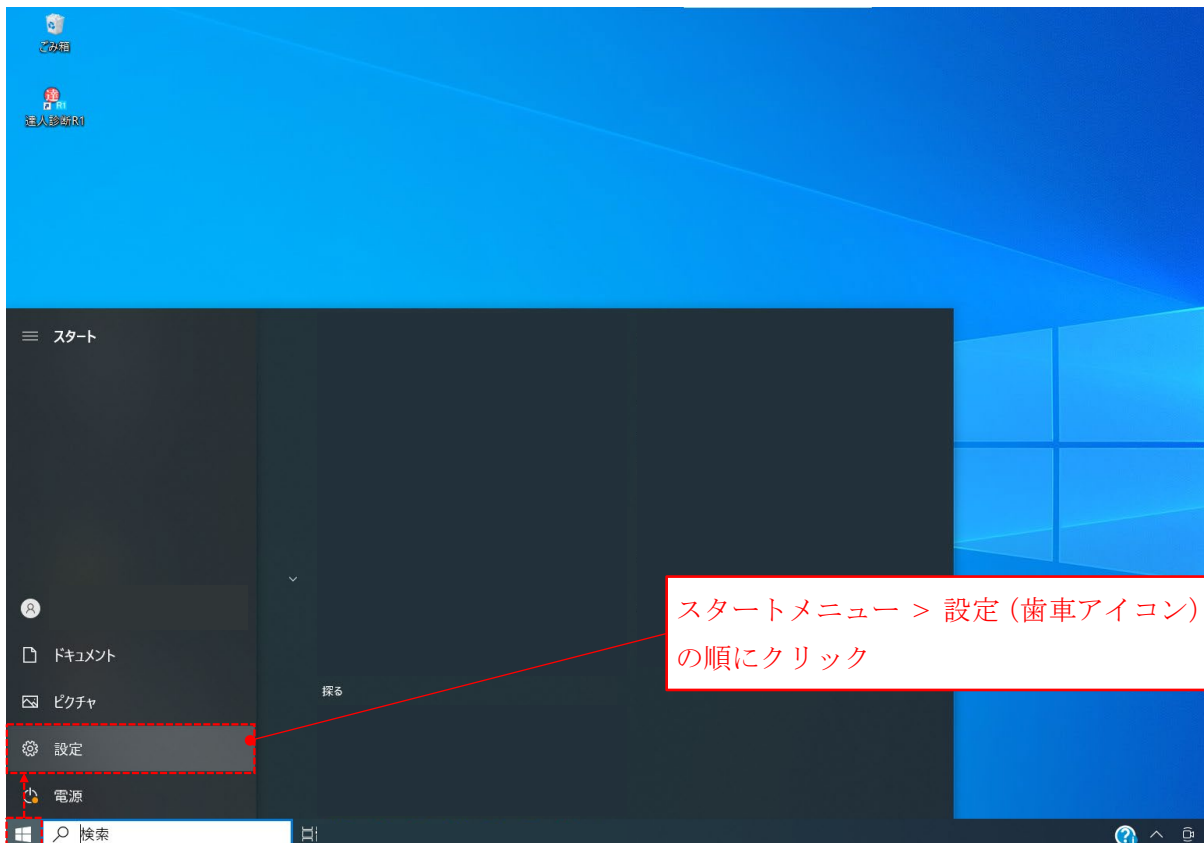 ごみ箱
達
R1
達人診断R1
スタート
スタートメニュー > 設定(歯車アイコン)
の順にクリック
ドキュメント
探る
ピクチャ
設定
電源
検索